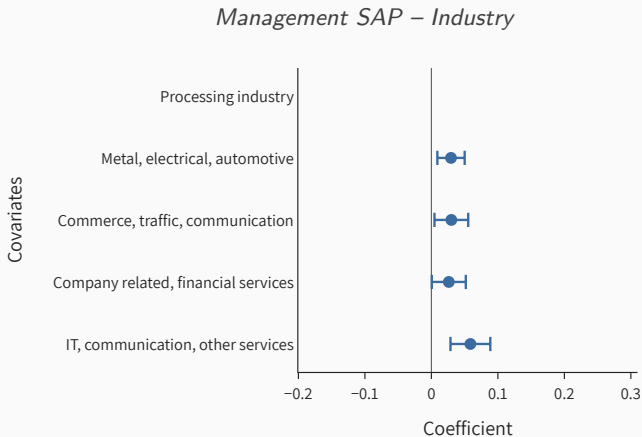 Management SAP – Industry
Processing industry
Metal, electrical, automotive
Commerce, traffic, communication
Company related, financial services
IT, communication, other services
Covariates
−0.2 −0.1 0 0.1 0.2 0.3
Coefficient